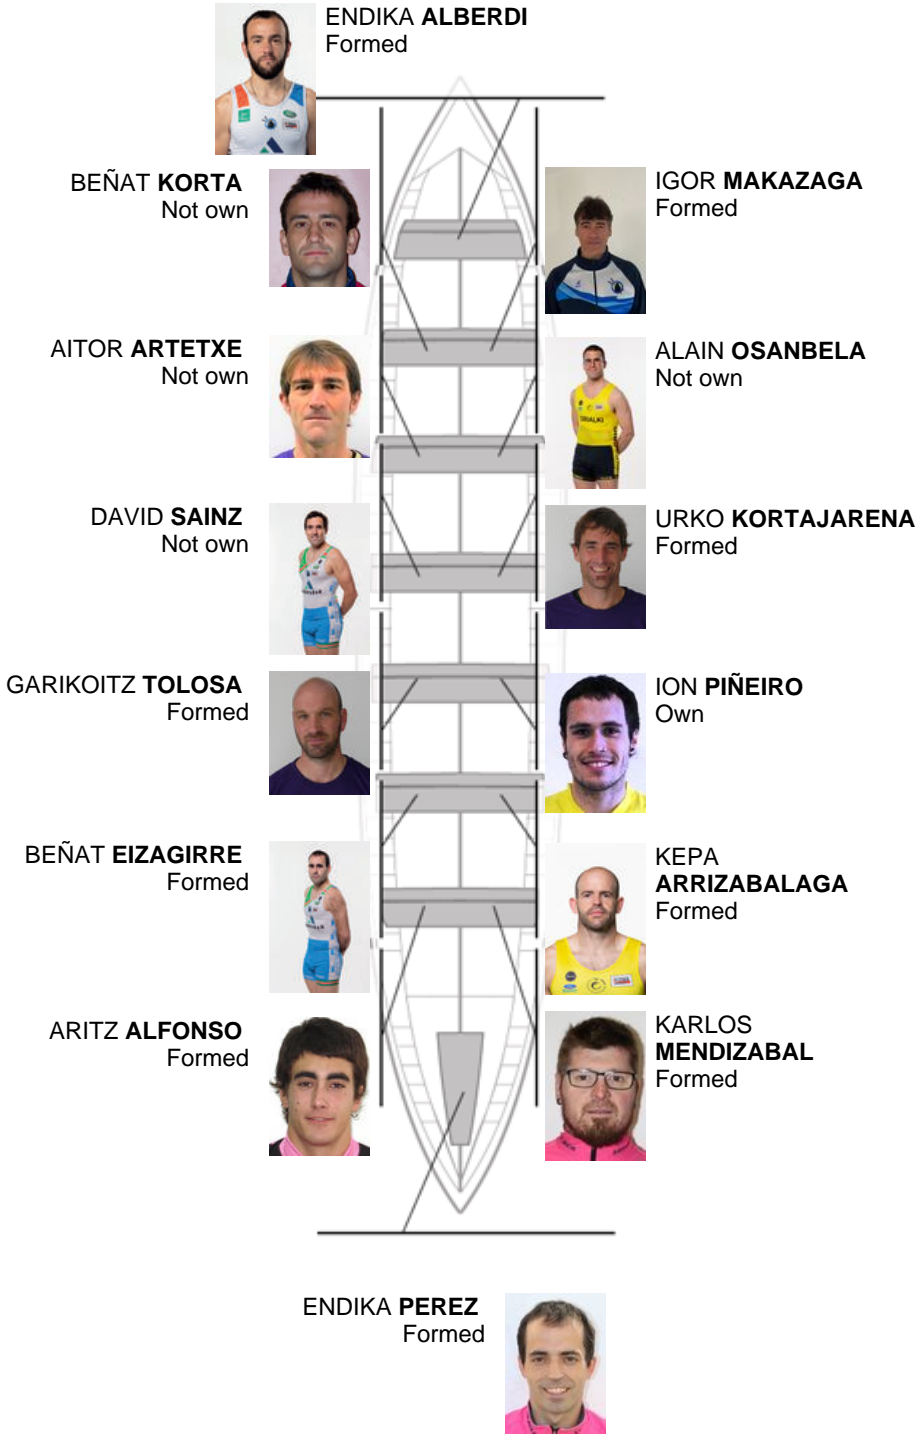 ENDIKA ALBERDI
Formed
BEÑAT KORTA
Not own
IGOR MAKAZAGA
Formed
AITOR ARTETXE
Not own
ALAIN OSANBELA
Not own
DAVID SAINZ
Not own
URKO KORTAJARENA
Formed
GARIKOITZ TOLOSA
Formed
ION PIÑEIRO
Own
BEÑAT EIZAGIRRE
Formed
KEPA
ARRIZABALAGA
Formed
ARITZ ALFONSO
Formed
KARLOS
MENDIZABAL
Formed
ENDIKA PEREZ
Formed